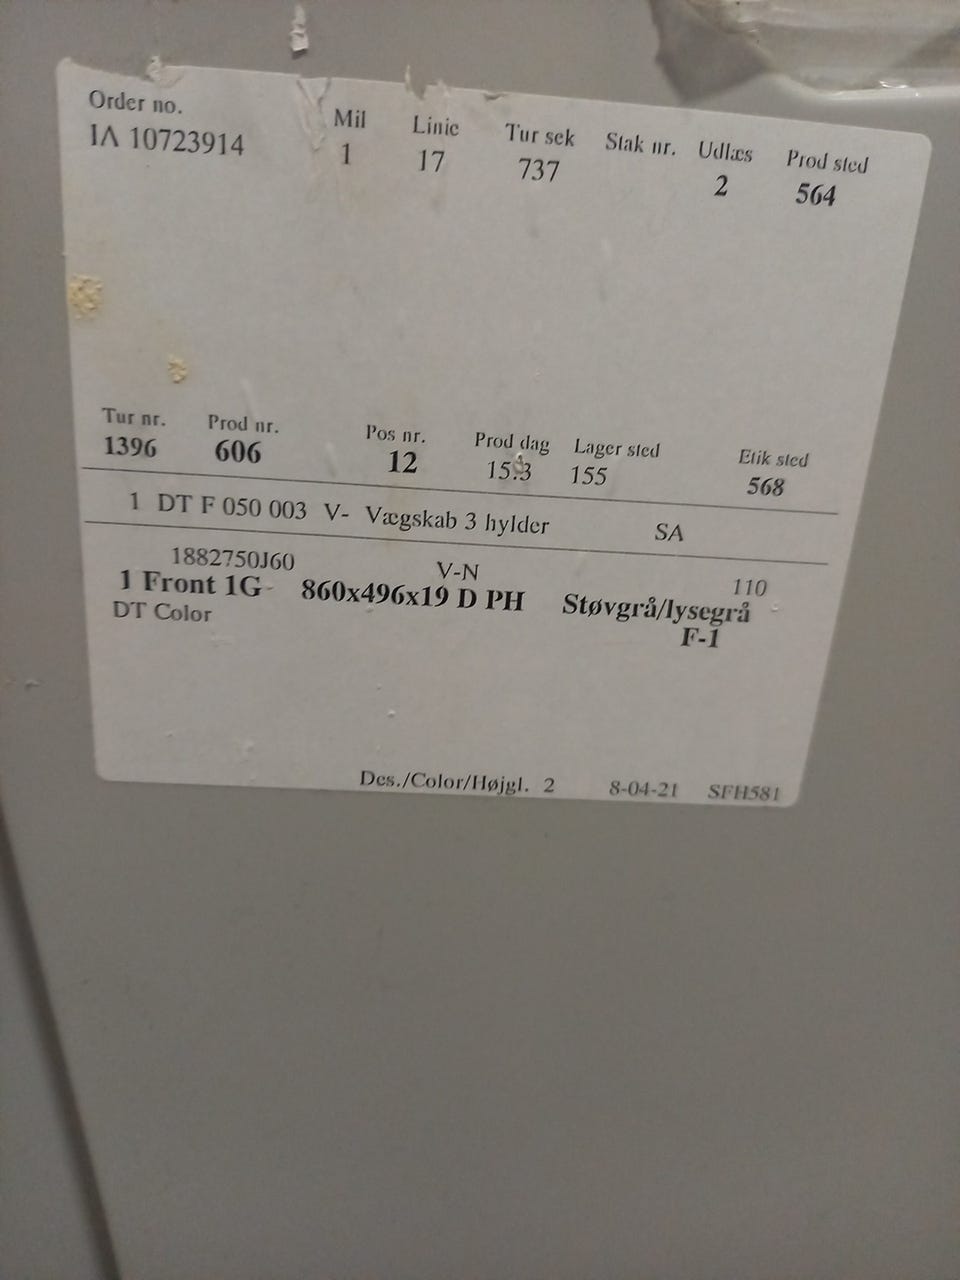 Order no. Mil Linie Tur sek Stak nr. Udlæs Prod sted
IA 10723914 1 17 737 2 564
Tur nr. Prod nr. Pos nr. Prod dag Lager sted Etik sted
1396 606 12 15.3 155 568
1 DT F 050 003 V- Vægskab 3 hylder SA
1882750J60 V-N 110
1 Front 1G- 860x496x19 D PH Støvgrå/lysegrå
DT Color F-1
Des./Color/Højgl. 2 8-04-21 SFH581